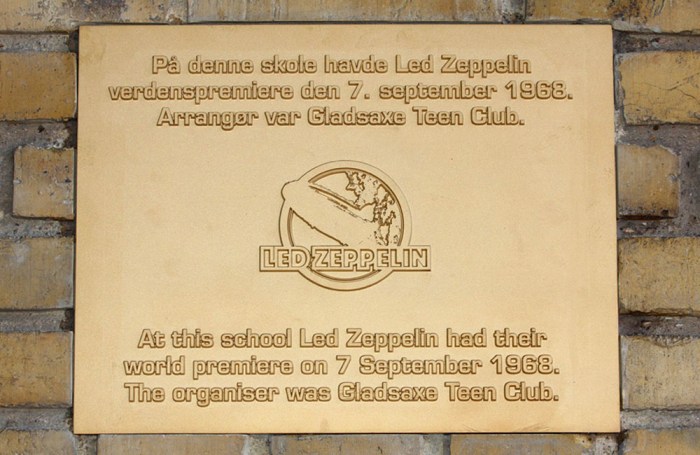 På denne skole havde Led Zeppelin
verdenspremiere den 7. september 1968.
Arrangør var Gladsaxe Teen Club.
LED ZEPPELIN
At this school Led Zeppelin had their
world premiere on 7 September 1968.
The organiser was Gladsaxe Teen Club.